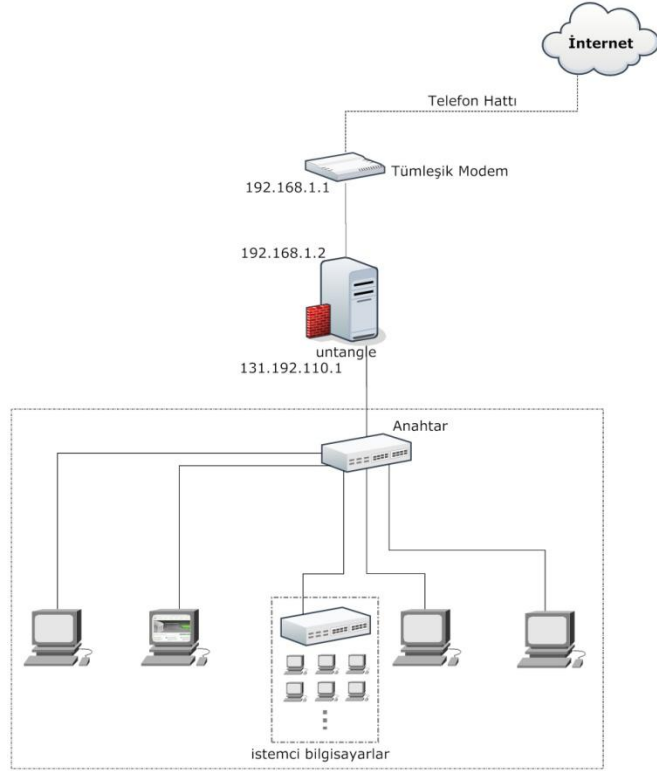 İnternet
Telefon Hattı
Tümleşik Modem
192.168.1.1
192.168.1.2
untangle
131.192.110.1
Anahtar
istemci bilgisayarlar